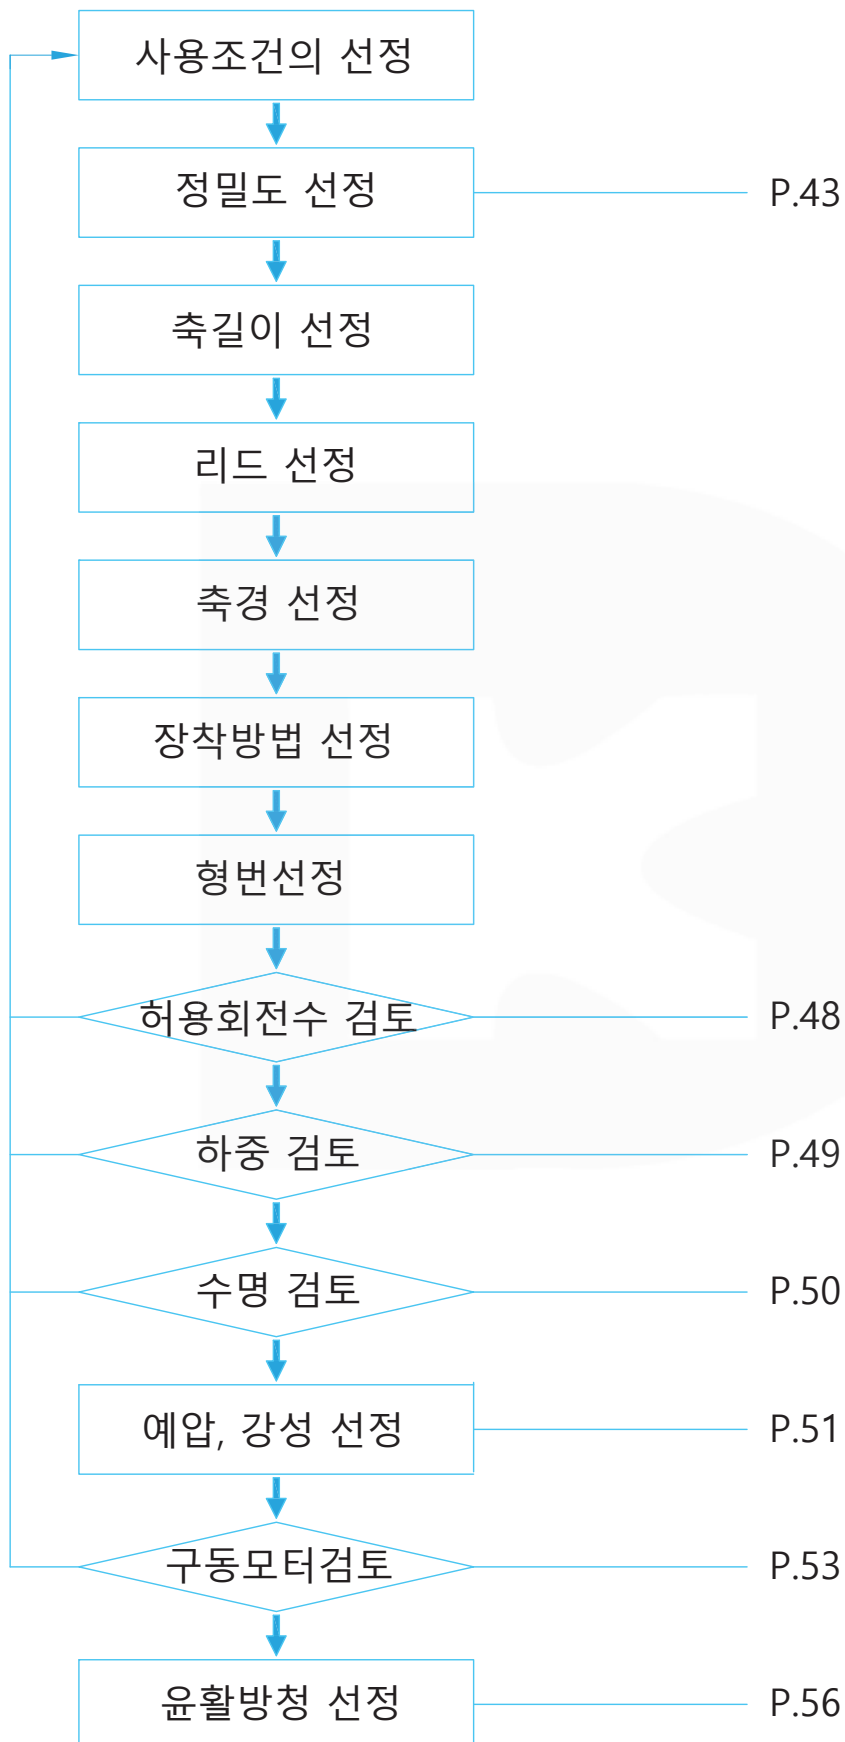 사용조건의 선정
정밀도 선정 P.43
축길이 선정
리드 선정
축경 선정
장착방법 선정
형번선정
허용회전수 검토 P.48
하중 검토 P.49
수명 검토 P.50
예압, 강성 선정 P.51
구동모터검토 P.53
윤활방청 선정 P.56